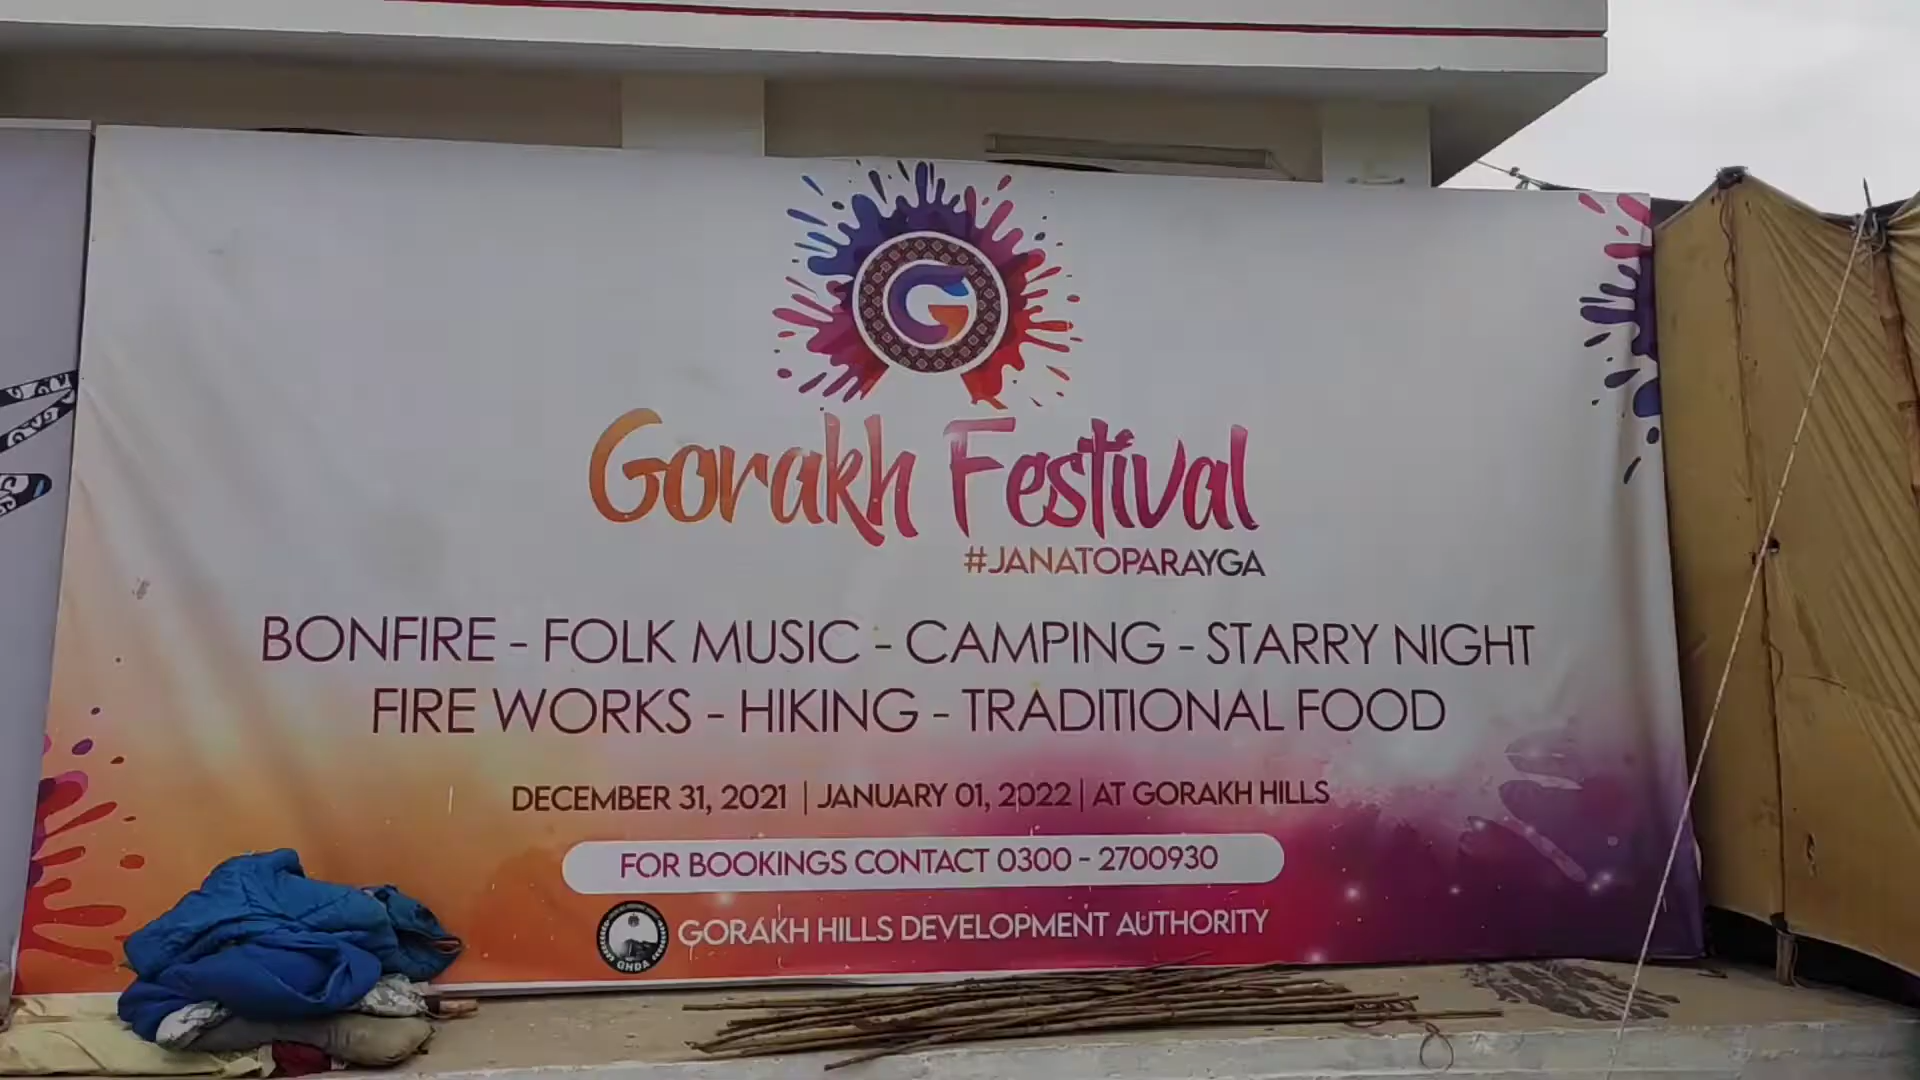 G
Gorakh Festival
#JANATOPARAYGA
BONFIRE - FOLK MUSIC - CAMPING - STARRY NIGHT
FIRE WORKS - HIKING - TRADITIONAL FOOD
DECEMBER 31, 2021 | JANUARY 01, 2022 | AT GORAKH HILLS
FOR BOOKINGS CONTACT 0300 - 2700930
GHDA
GORAKH HILLS DEVELOPMENT AUTHORITY